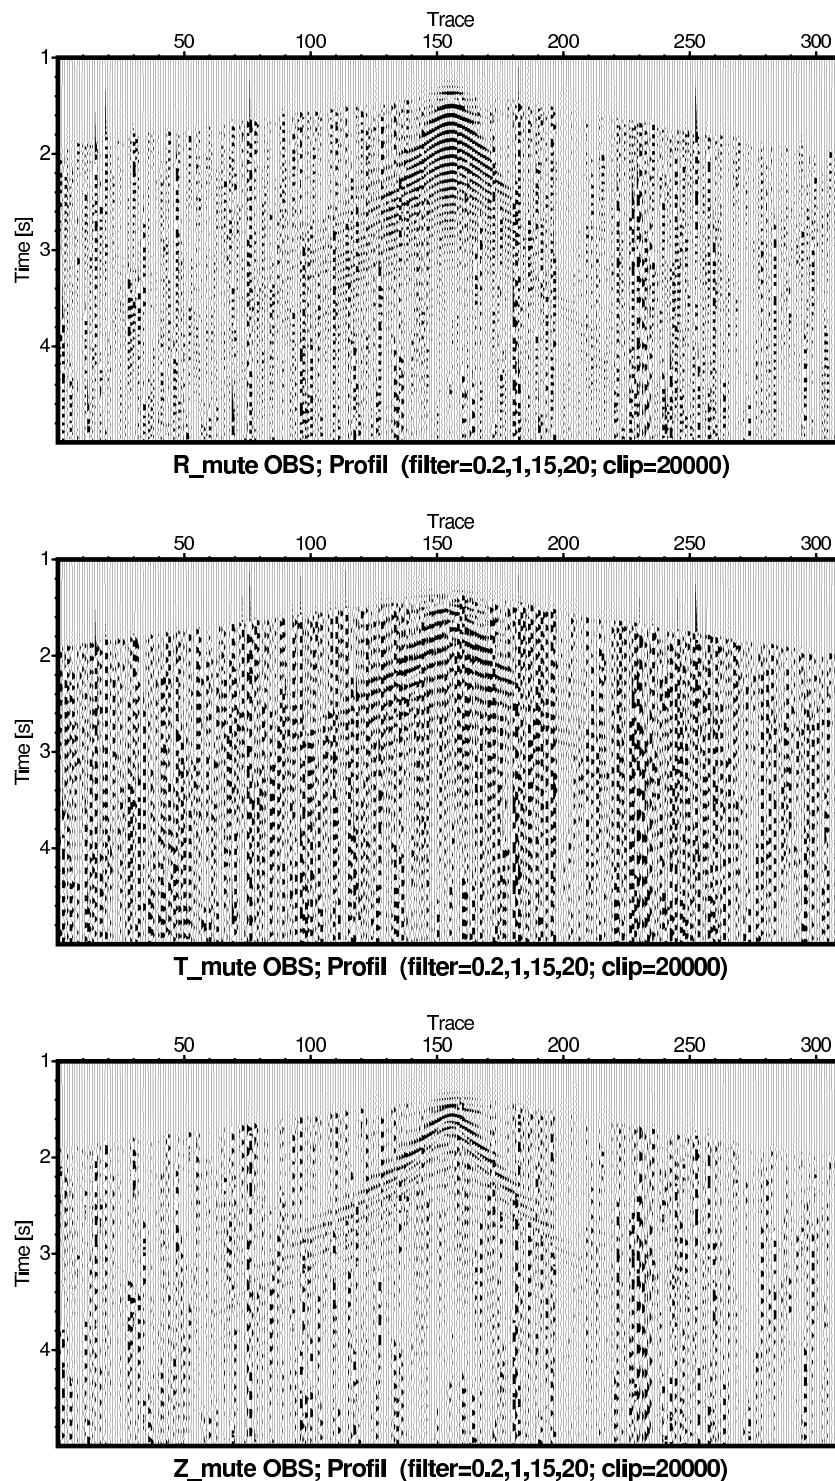 Trace
50 100 150 200 250 300
1
2
3
4
Time [s]
R_mute OBS; Profil (filter=0.2,1,15,20; clip=20000)
Trace
50 100 150 200 250 300
1
2
3
4
Time [s]
T_mute OBS; Profil (filter=0.2,1,15,20; clip=20000)
Trace
50 100 150 200 250 300
1
2
3
4
Time [s]
Z_mute OBS; Profil (filter=0.2,1,15,20; clip=20000)